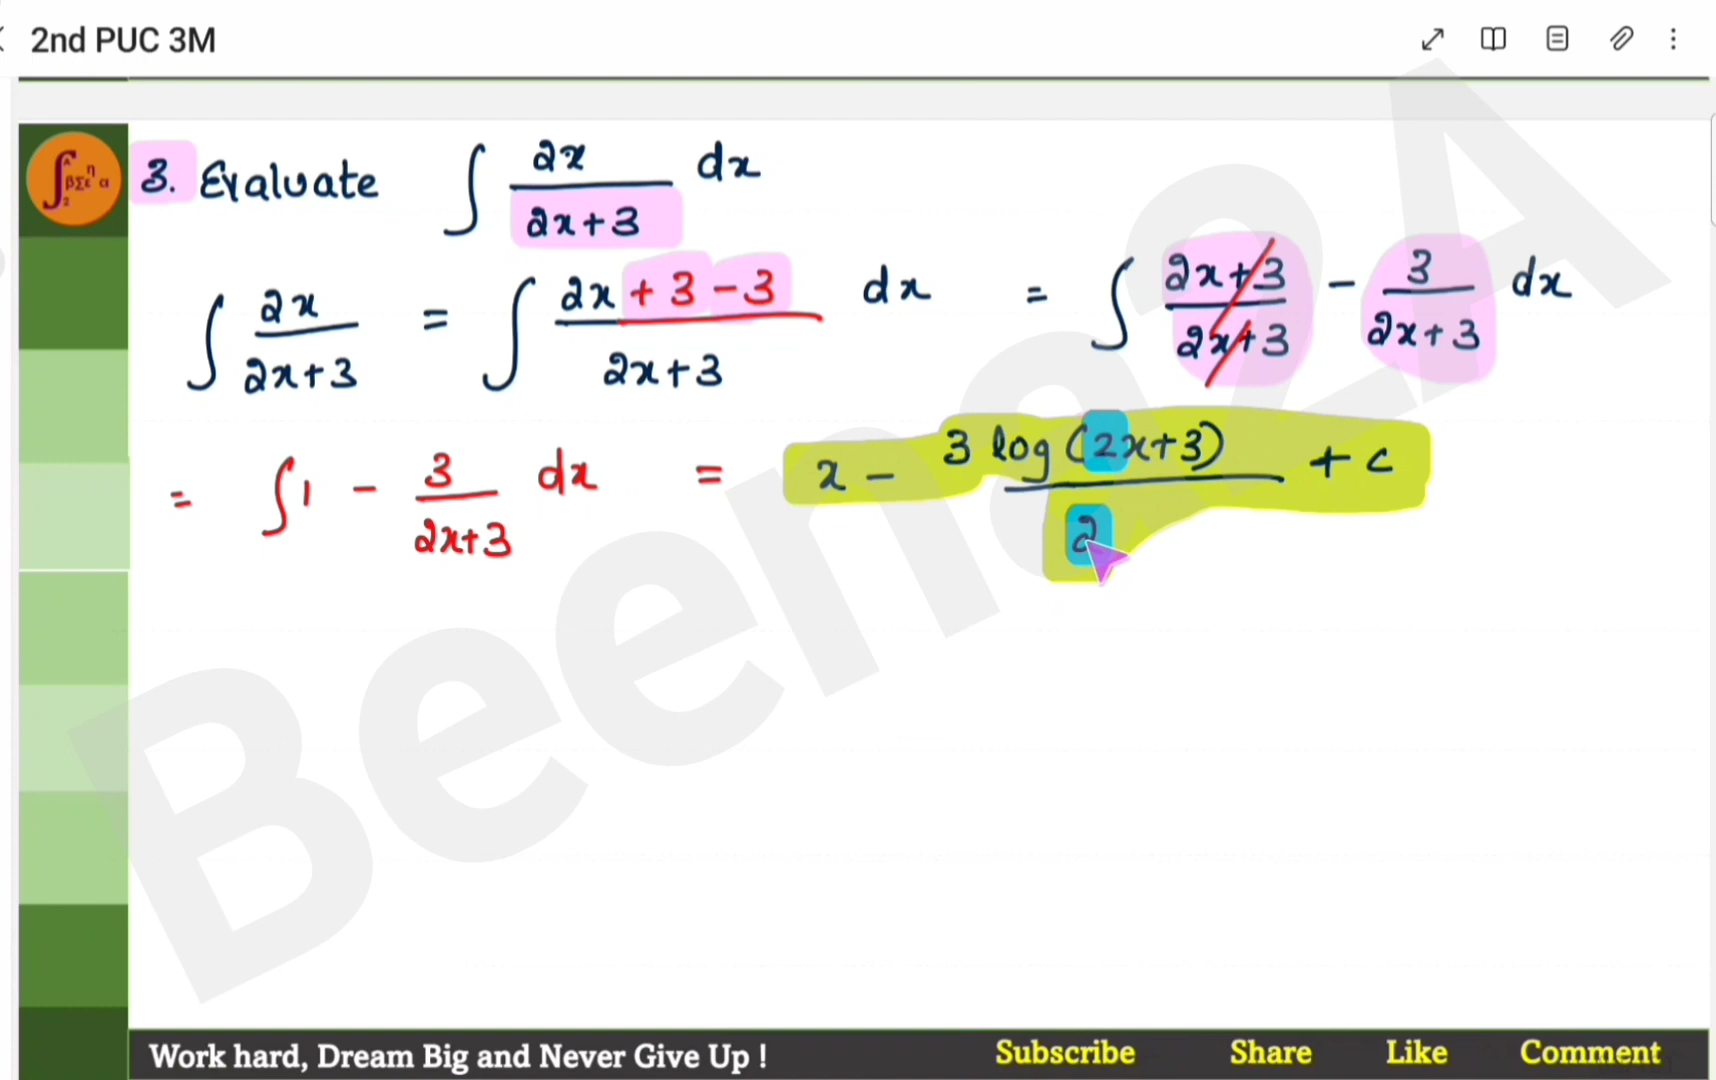 2nd PUC 3M
3. Evaluate ∫ 2x/(2x+3) dx
∫ 2x/(2x+3) = ∫ (2x + 3 - 3)/(2x+3) dx = ∫ (2x+3)/(2x+3) - 3/(2x+3) dx
= ∫ 1 - 3/(2x+3) dx = x - 3 log (2x+3)/2 + c
Beena2A
Work hard, Dream Big and Never Give Up ! Subscribe Share Like Comment